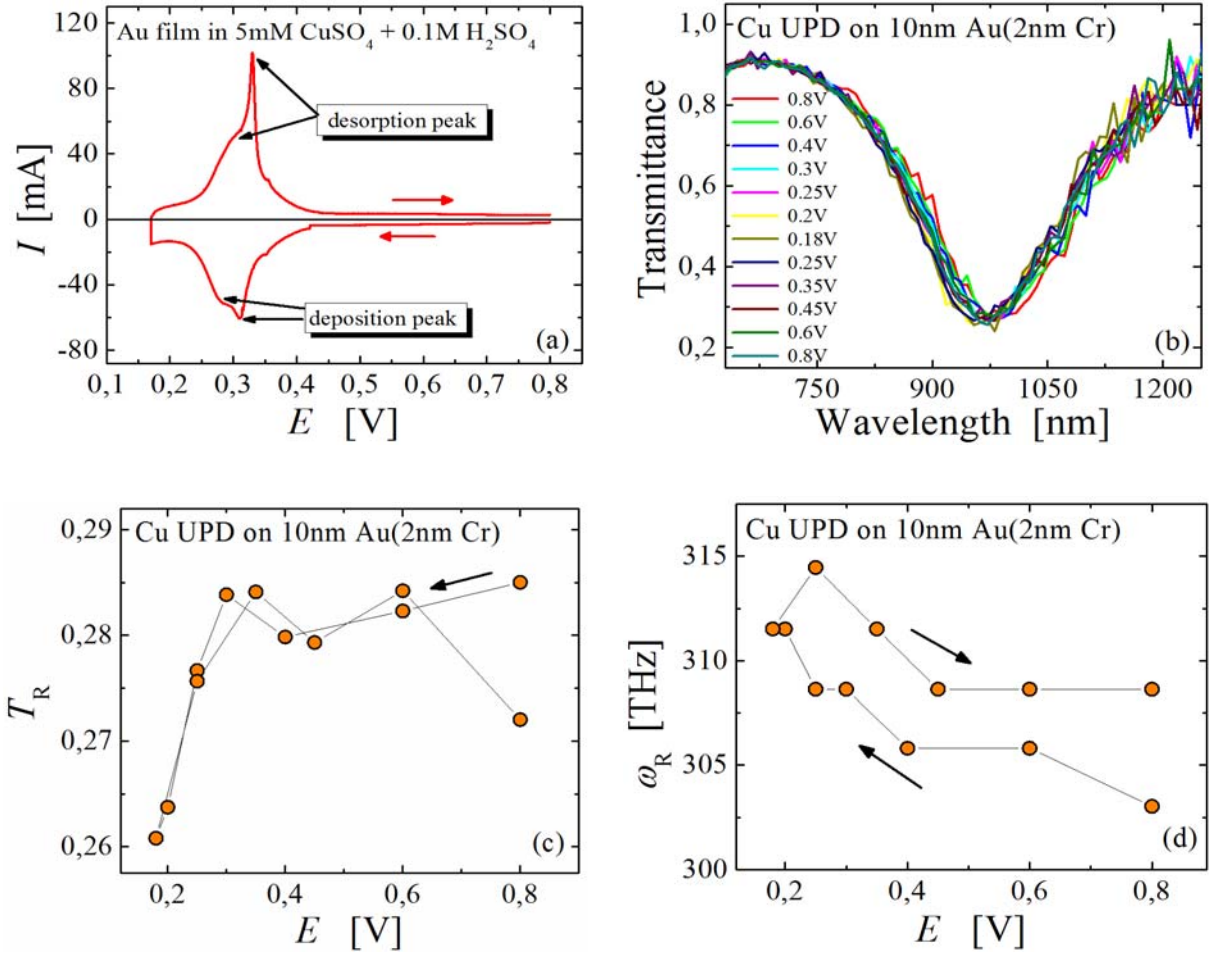 Au film in 5mM CuSO₄ + 0.1M H₂SO₄
desorption peak
deposition peak
(a)
I [mA]
120
80
40
0
-40
-80
0,1 0,2 0,3 0,4 0,5 0,6 0,7 0,8
E [V]
Cu UPD on 10nm Au(2nm Cr)
0.8V
0.6V
0.4V
0.3V
0.25V
0.2V
0.18V
0.25V
0.35V
0.45V
0.6V
0.8V
(b)
Transmittance
1,0
0,8
0,6
0,4
0,2
750 900 1050 1200
Wavelength [nm]
Cu UPD on 10nm Au(2nm Cr)
(c)
T_R
0,29
0,28
0,27
0,26
0,2 0,4 0,6 0,8
E [V]
Cu UPD on 10nm Au(2nm Cr)
(d)
ω_R [THz]
315
310
305
300
0,2 0,4 0,6 0,8
E [V]